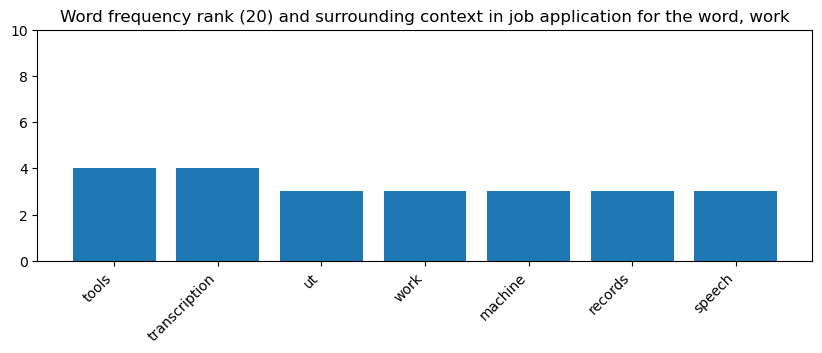 Word frequency rank (20) and surrounding context in job application for the word, work
10
8
6
4
2
0
tools
transcription
ut
work
machine
records
speech